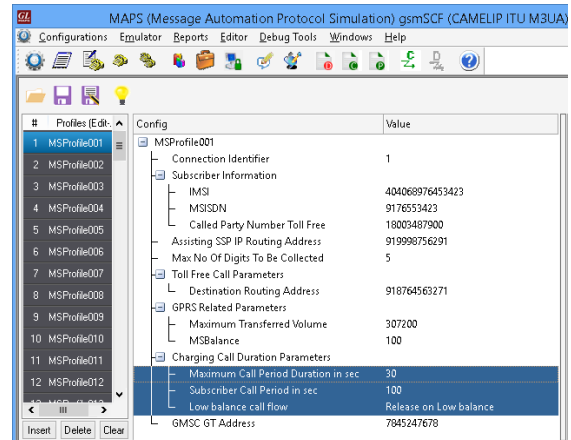 GL MAPS (Message Automation Protocol Simulation) gsmSCF (CAMELIP ITU M3UA)
Configurations Emulator Reports Editor Debug Tools Windows Help
# Profiles (Edit-. Config Value
1 MSProfile001
2 MSProfile002
3 MSProfile003
4 MSProfile004
5 MSProfile005
6 MSProfile006
7 MSProfile007
8 MSProfile008
9 MSProfile009
10 MSProfile010
11 MSProfile011
12 MSProfile012
13 MSProfile013
Insert Delete Clear
MSProfile001
Connection Identifier 1
Subscriber Information
IMSI 404068976453423
MSISDN 9176553423
Called Party Number Toll Free 18003487900
Assisting SSP IP Routing Address 919998756291
Max No Of Digits To Be Collected 5
Toll Free Call Parameters
Destination Routing Address 918764563271
GPRS Related Parameters
Maximum Transferred Volume 307200
MSBalance 100
Charging Call Duration Parameters
Maximum Call Period Duration in sec 30
Subscriber Call Period in sec 100
Low balance call flow Release on Low balance
GMSC GT Address 7845247678